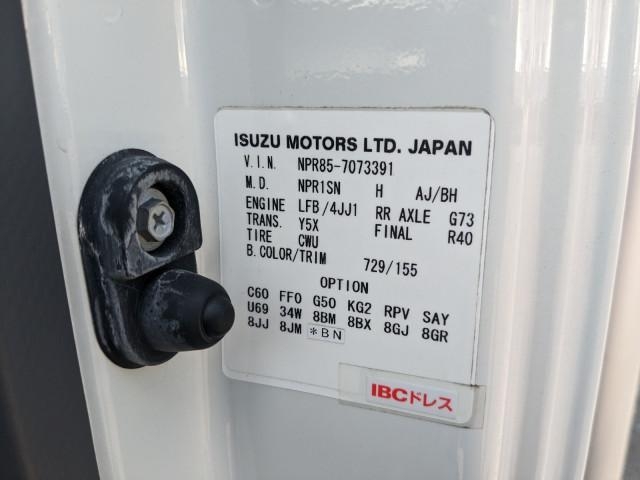 ISUZU MOTORS LTD. JAPAN
V.I.N. NPR85-7073391
M.D. NPR1SN H AJ/BH
ENGINE LFB/4JJ1 RR AXLE G73
TRANS. Y5X FINAL R40
TIRE CWU
B.COLOR/TRIM 729/155
OPTION
C60 FF0 G50 KG2 RPV SAY
U69 34W 8BM 8BX 8GJ 8GR
8JJ 8JM *BN
IBCドレス